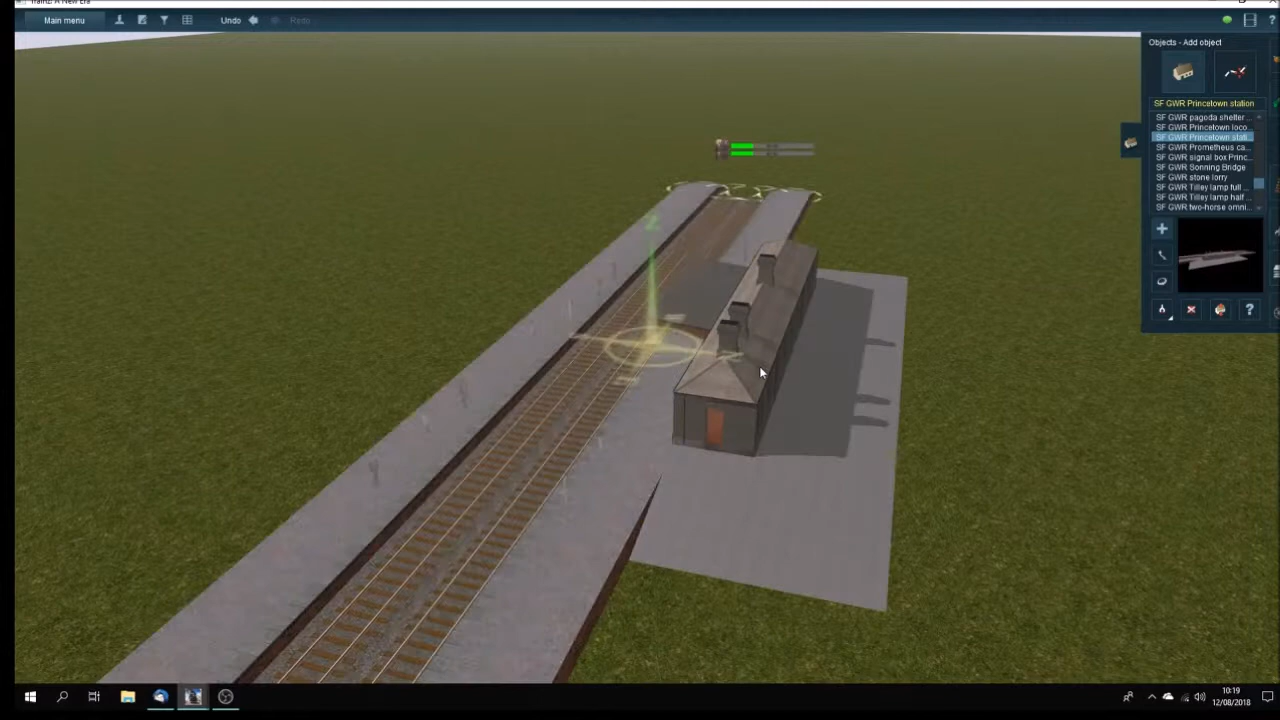 Trainz: A New Era
Main menu
Undo
Redo
?
Objects - Add object
SF GWR Princetown station
SF GWR pagoda shelter ...
SF GWR Princetown loco...
SF GWR Princetown stati...
SF GWR Prometheus ca...
SF GWR signal box Princ...
SF GWR Sonning Bridge
SF GWR stone lorry
SF GWR Tilley lamp full ...
SF GWR Tilley lamp half ...
SF GWR two-horse omni...
?
Z
10:19
12/08/2018